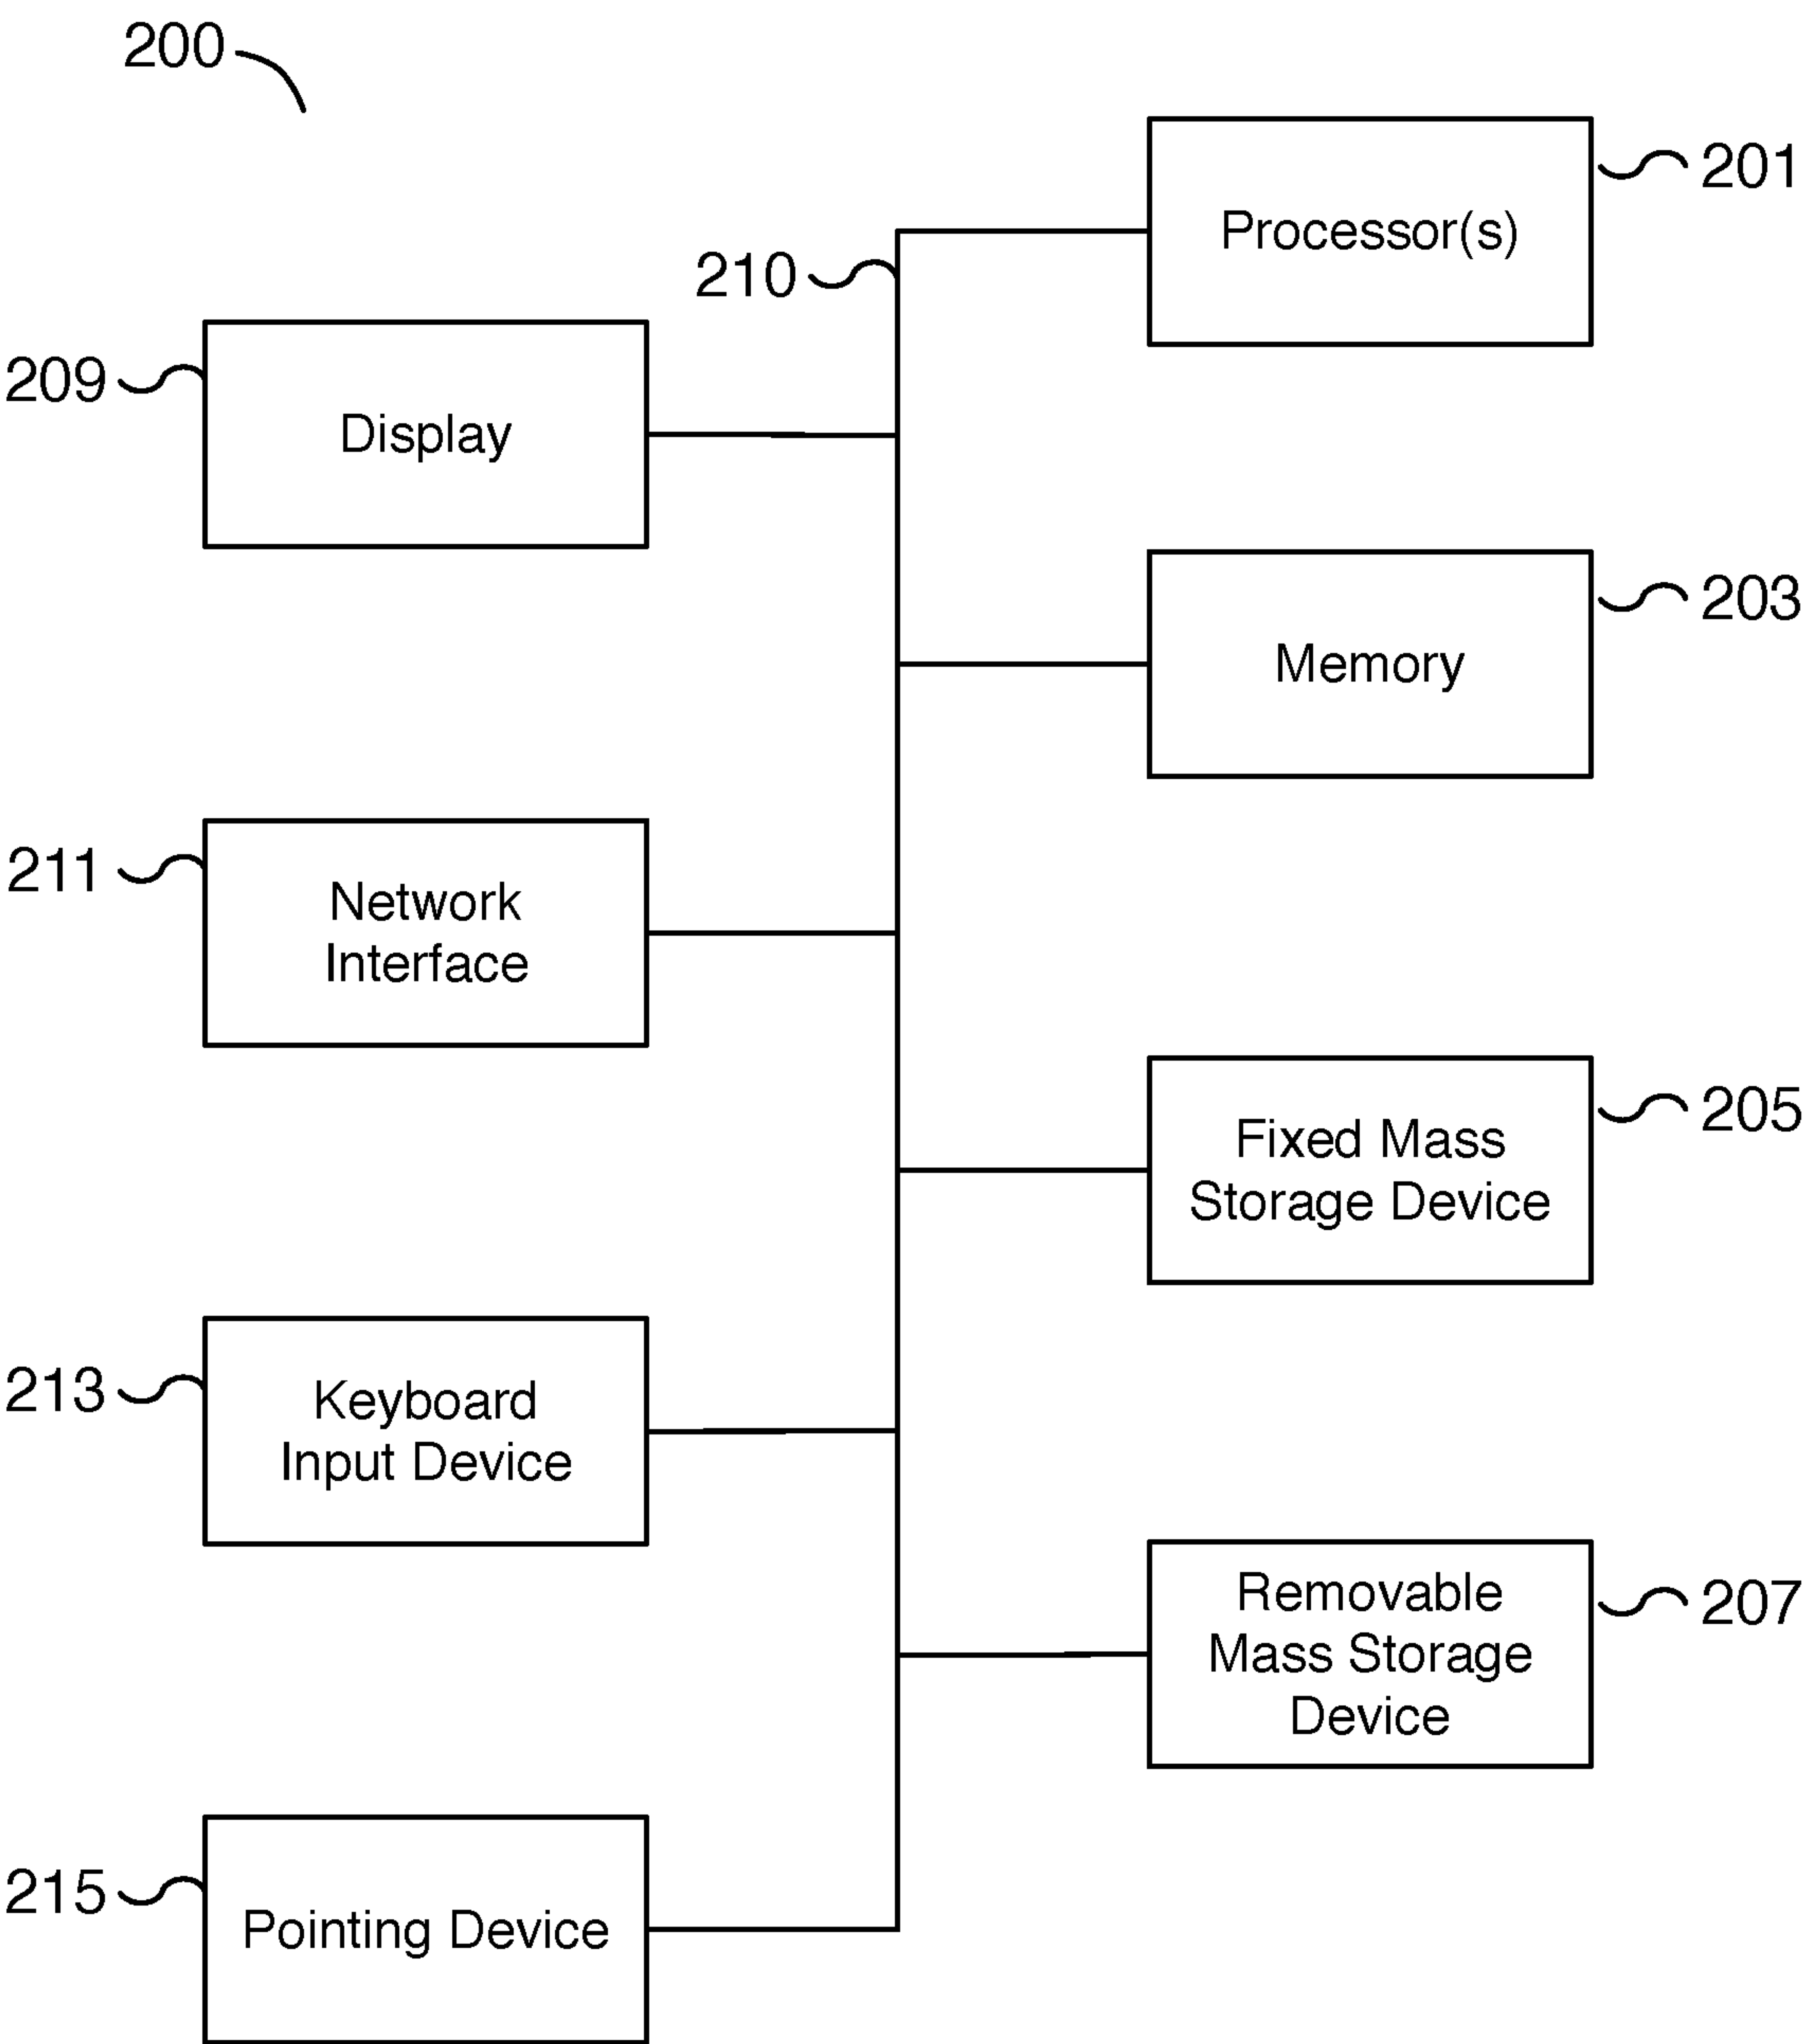 200
201
Processor(s)
210
209
Display
203
Memory
211
Network
Interface
205
Fixed Mass
Storage Device
213
Keyboard
Input Device
207
Removable
Mass Storage
Device
215
Pointing Device